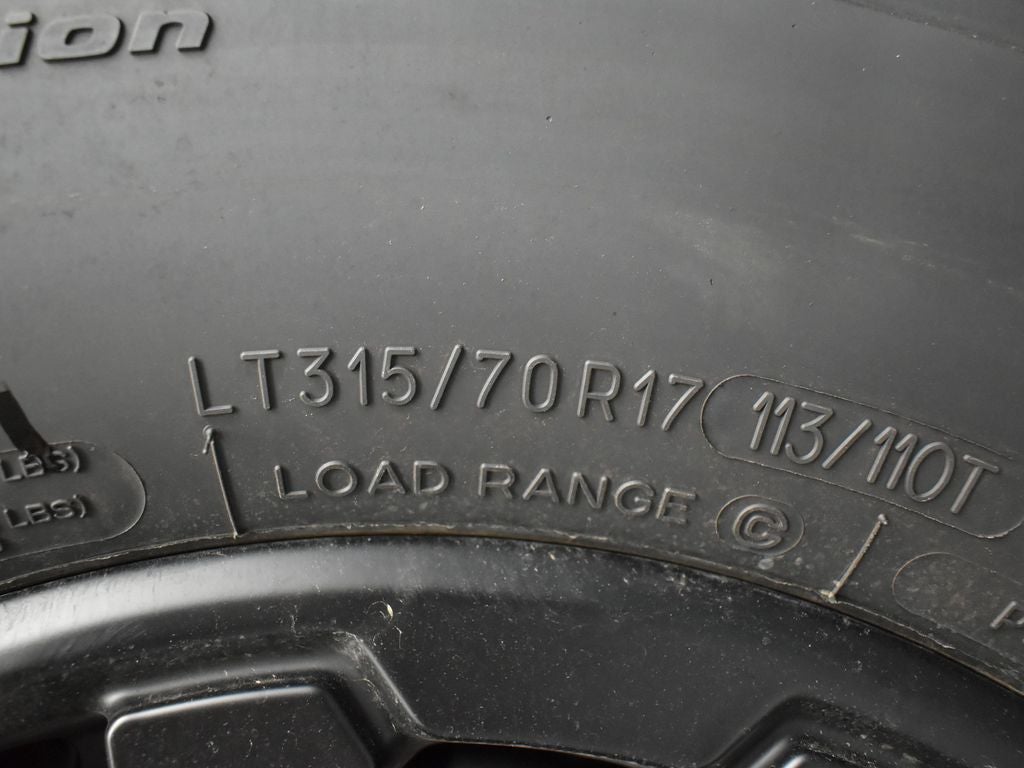 ion
LT315/70R17 113/110T
LBS)
LOAD RANGE C
LBS)